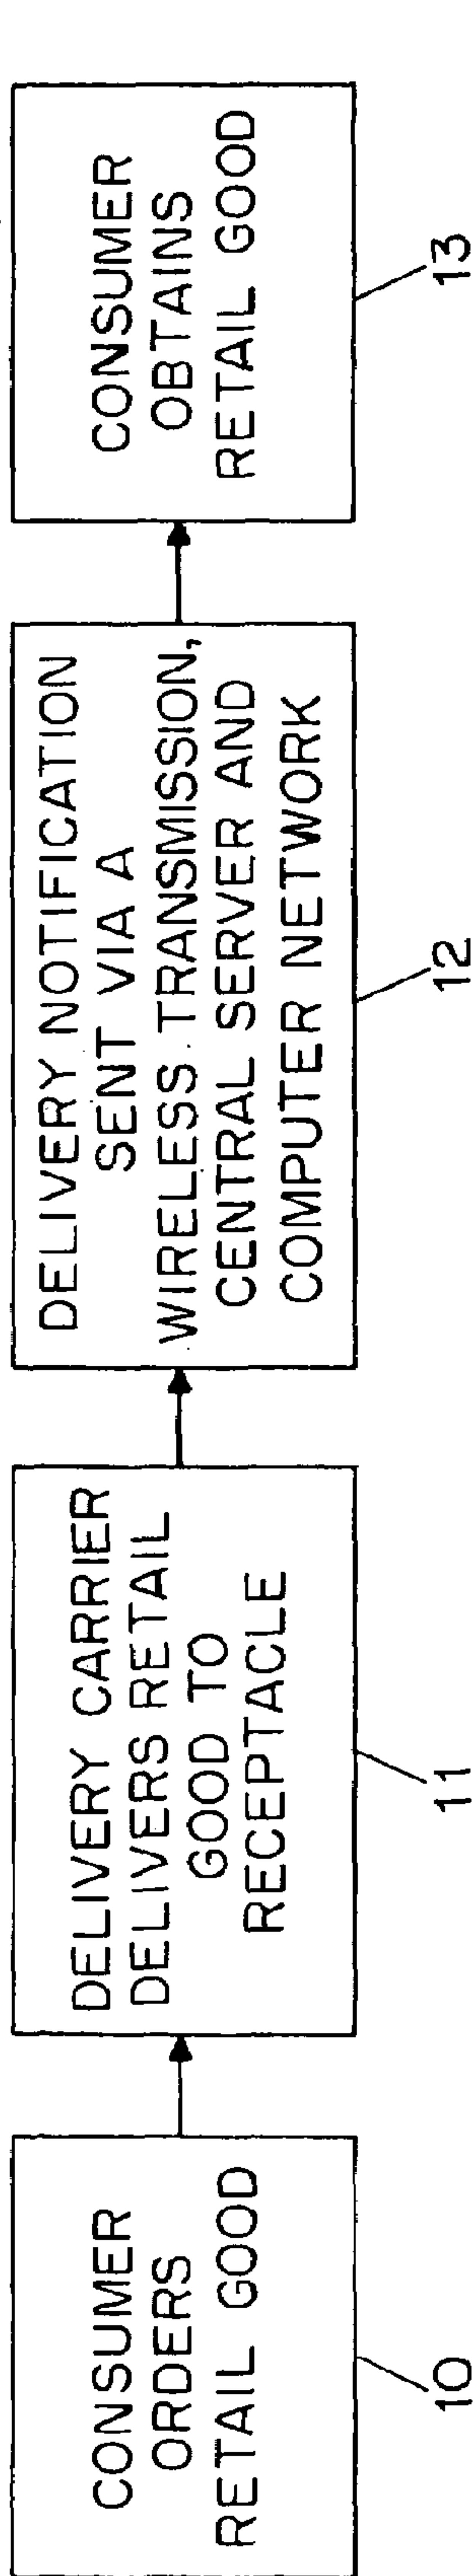 CONSUMER
ORDERS
RETAIL GOOD
10
DELIVERY CARRIER
DELIVERS RETAIL
GOOD TO
RECEPTACLE
11
DELIVERY NOTIFICATION
SENT VIA A
WIRELESS TRANSMISSION,
CENTRAL SERVER AND
COMPUTER NETWORK
12
CONSUMER
OBTAINS
RETAIL GOOD
13